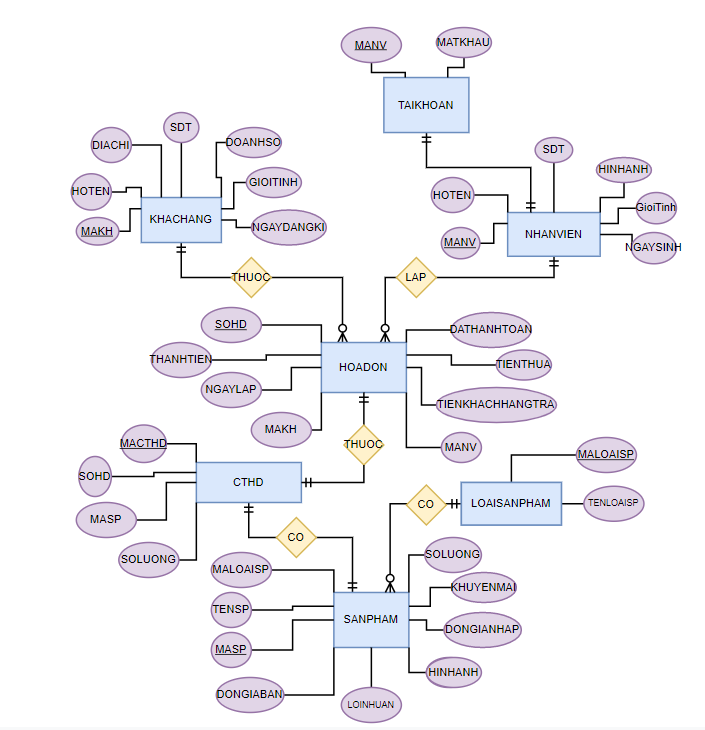 MANV
MATKHAU
TAIKHOAN
SDT
DIACHI
DOANHSO
SDT
HINHANH
HOTEN
GIOITINH
HOTEN
GioiTinh
KHACHANG
MAKH
NGAYDANGKI
NHANVIEN
MANV
NGAYSINH
THUOC
LAP
SOHD
DATHANHTOAN
THANHTIEN
HOADON
TIENTHUA
NGAYLAP
TIENKHACHHANGTRA
MAKH
MACTHD
THUOC
MANV
MALOAISP
SOHD
CTHD
CO
LOAISANPHAM
TENLOAISP
MASP
CO
SOLUONG
SOLUONG
MALOAISP
KHUYENMAI
TENSP
SANPHAM
DONGIANHAP
MASP
HINHANH
DONGIABAN
LOINHUAN